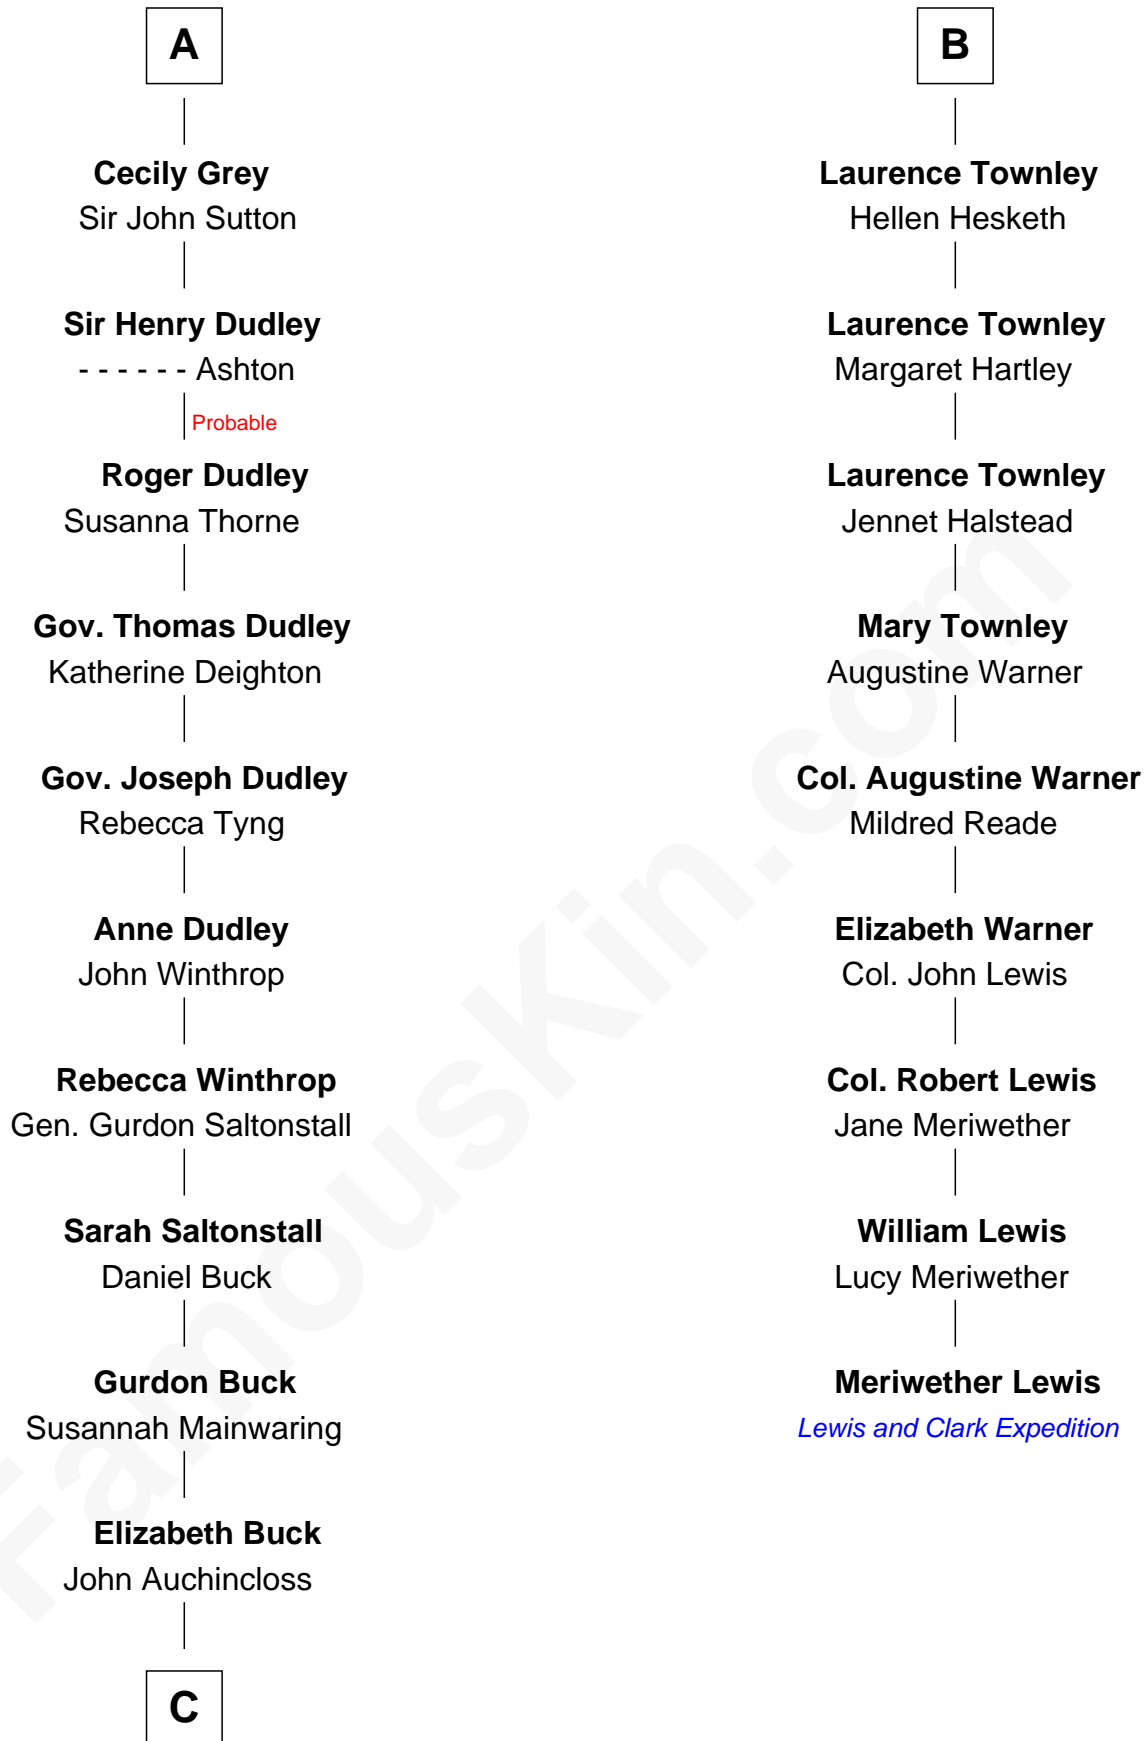 A
Cecily Grey
Sir John Sutton
Sir Henry Dudley
- - - - - - Ashton
Probable
Roger Dudley
Susanna Thorne
Gov. Thomas Dudley
Katherine Deighton
Gov. Joseph Dudley
Rebecca Tyng
Anne Dudley
John Winthrop
Rebecca Winthrop
Gen. Gurdon Saltonstall
Sarah Saltonstall
Daniel Buck
Gurdon Buck
Susannah Mainwaring
Elizabeth Buck
John Auchincloss
C
B
Laurence Townley
Hellen Hesketh
Laurence Townley
Margaret Hartley
Laurence Townley
Jennet Halstead
Mary Townley
Augustine Warner
Col. Augustine Warner
Mildred Reade
Elizabeth Warner
Col. John Lewis
Col. Robert Lewis
Jane Meriwether
William Lewis
Lucy Meriwether
Meriwether Lewis
Lewis and Clark Expedition
FamousKin.com